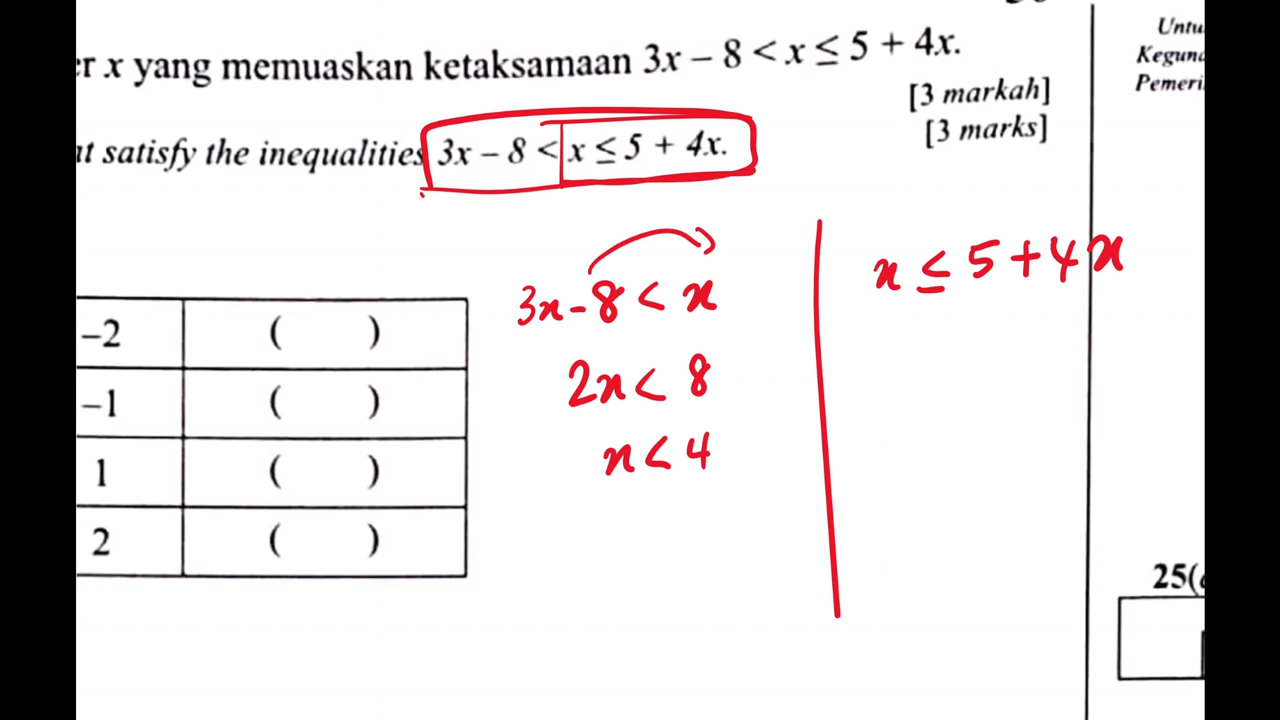 er x yang memuaskan ketaksamaan 3x – 8 < x ≤ 5 + 4x.
[3 markah]
at satisfy the inequalities 3x – 8 < x ≤ 5 + 4x.
[3 marks]
Untu
Keguna
Pemeri
3x - 8 < x
2x < 8
x < 4
x ≤ 5 + 4x
–2 ( )
–1 ( )
1 ( )
2 ( )
25(